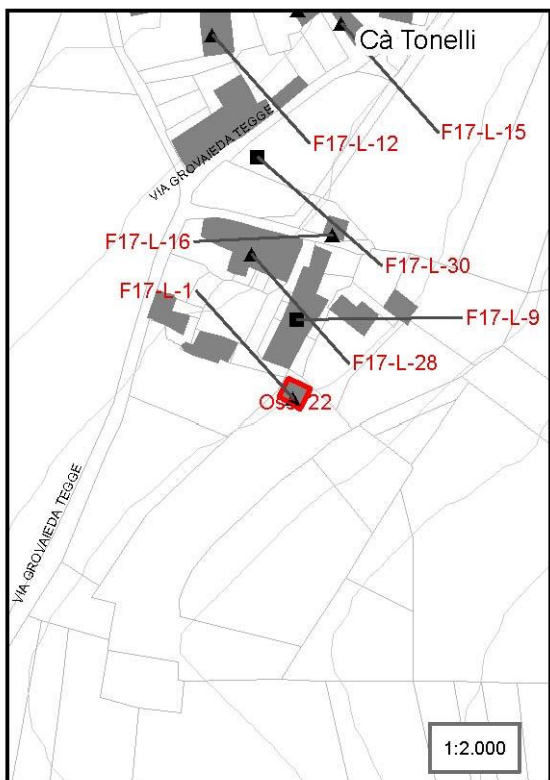 Cà Tonelli
F17-L-15
F17-L-12
VIA GROVAIEDA TEGGE
F17-L-16
F17-L-30
F17-L-1
F17-L-9
F17-L-28
22
VIA GROVAIEDA TEGGE
1:2.000